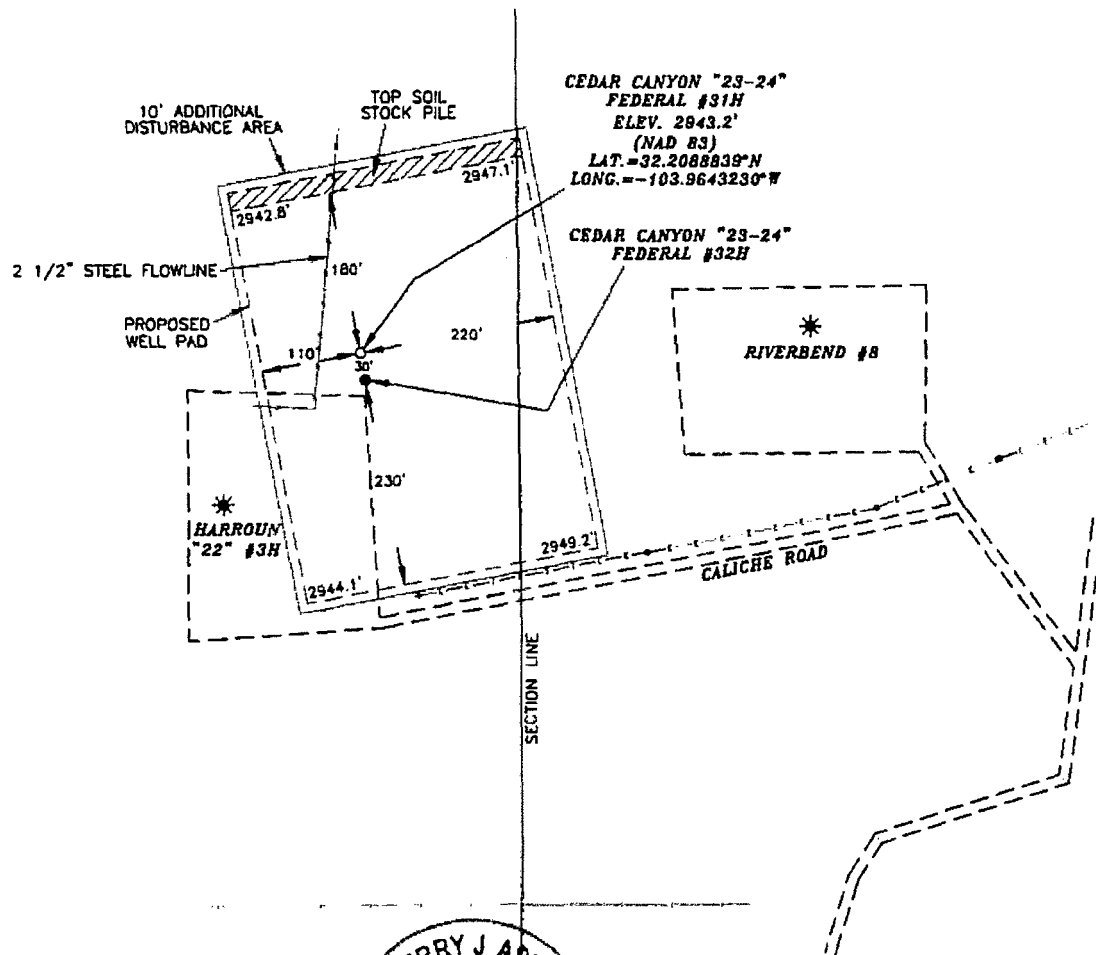 CEDAR CANYON "23-24"
FEDERAL #31H
ELEV. 2943.2'
(NAD 83)
LAT.=32.2088839°N
LONG.=-103.9643230°W
10' ADDITIONAL
DISTURBANCE AREA
TOP SOIL
STOCK PILE
2947.1'
2942.8'
CEDAR CANYON "23-24"
FEDERAL #32H
2 1/2" STEEL FLOWLINE
180'
PROPOSED
WELL PAD
220'
110'
30'
RIVERBEND #8
230'
HARROUN
"22" #3H
2949.2'
2944.1'
CALICHE ROAD
SECTION LINE